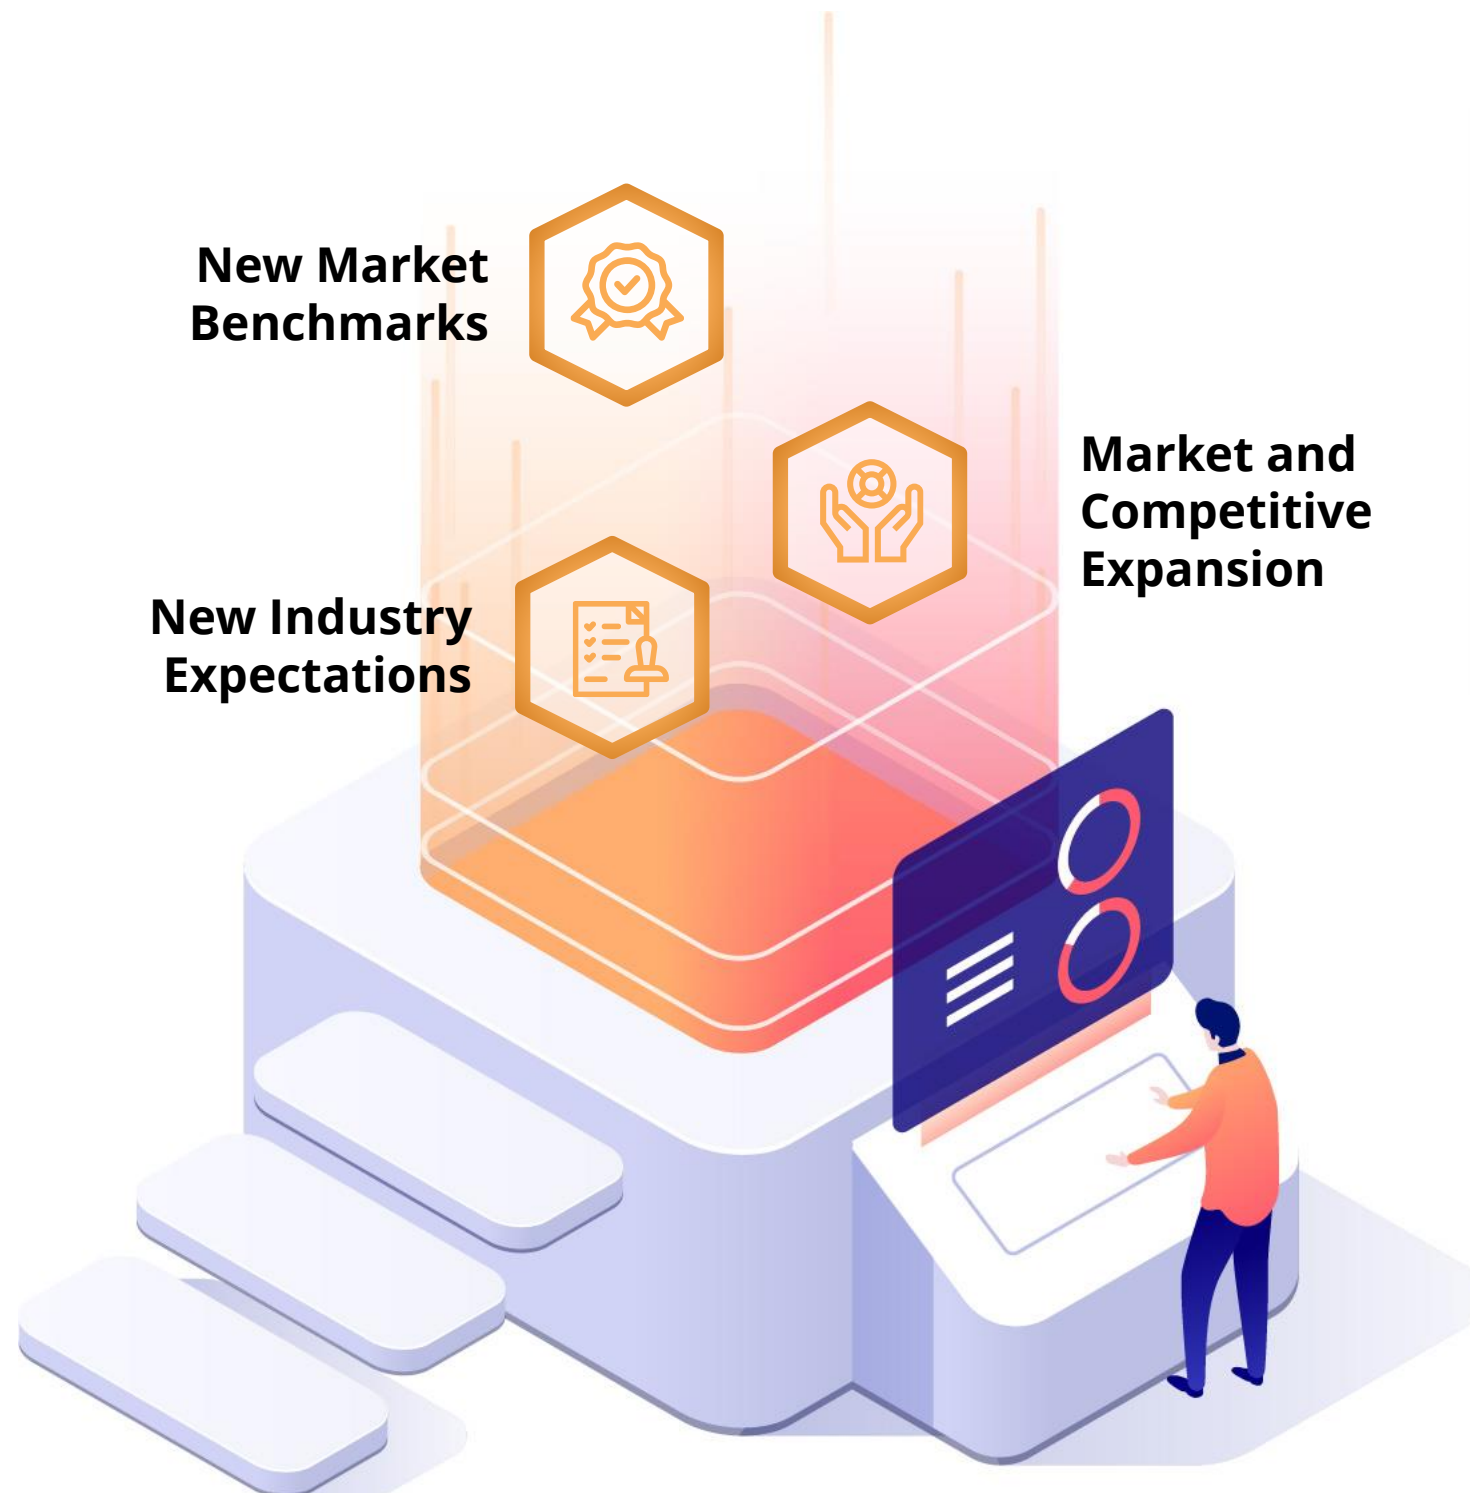 New Market
Benchmarks
Market and
Competitive
Expansion
New Industry
Expectations